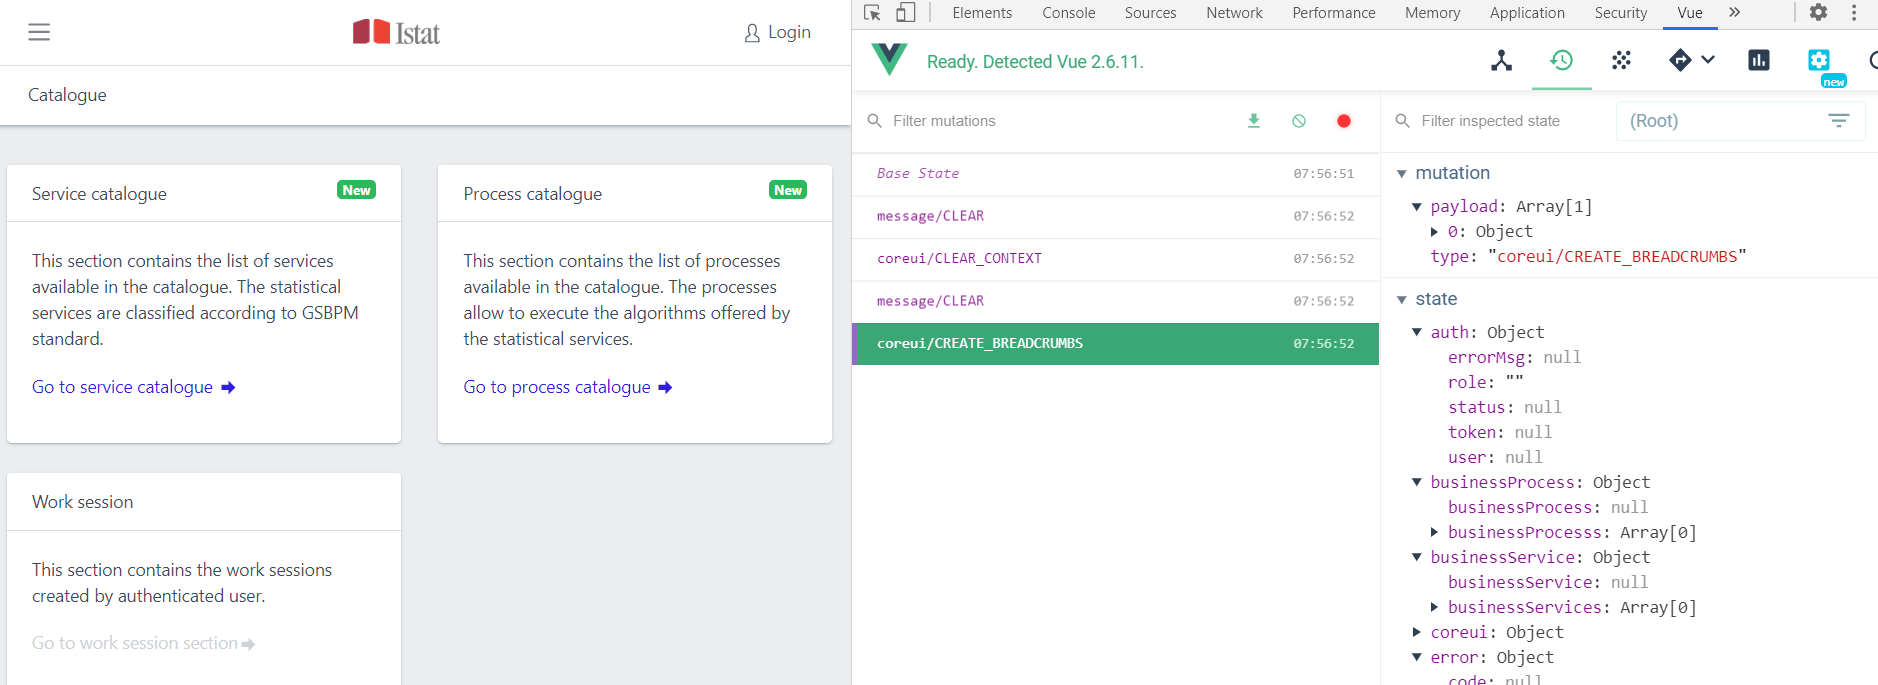 Istat
Login
Catalogue
Service catalogue
New
This section contains the list of services
available in the catalogue. The statistical
services are classified according to GSBPM
standard.
Go to service catalogue
Process catalogue
New
This section contains the list of processes
available in the catalogue. The processes
allow to execute the algorithms offered by
the statistical services.
Go to process catalogue
Work session
This section contains the work sessions
created by authenticated user.
Go to work session section
Elements Console Sources Network Performance Memory Application Security Vue »
Ready. Detected Vue 2.6.11.
new
Filter mutations
Base State 07:56:51
message/CLEAR 07:56:52
coreui/CLEAR_CONTEXT 07:56:52
message/CLEAR 07:56:52
coreui/CREATE_BREADCRUMBS 07:56:52
Filter inspected state
(Root)
mutation
payload: Array[1]
0: Object
type: "coreui/CREATE_BREADCRUMBS"
state
auth: Object
errorMsg: null
role: ""
status: null
token: null
user: null
businessProcess: Object
businessProcess: null
businessProcesss: Array[0]
businessService: Object
businessService: null
businessServices: Array[0]
coreui: Object
error: Object
code: null